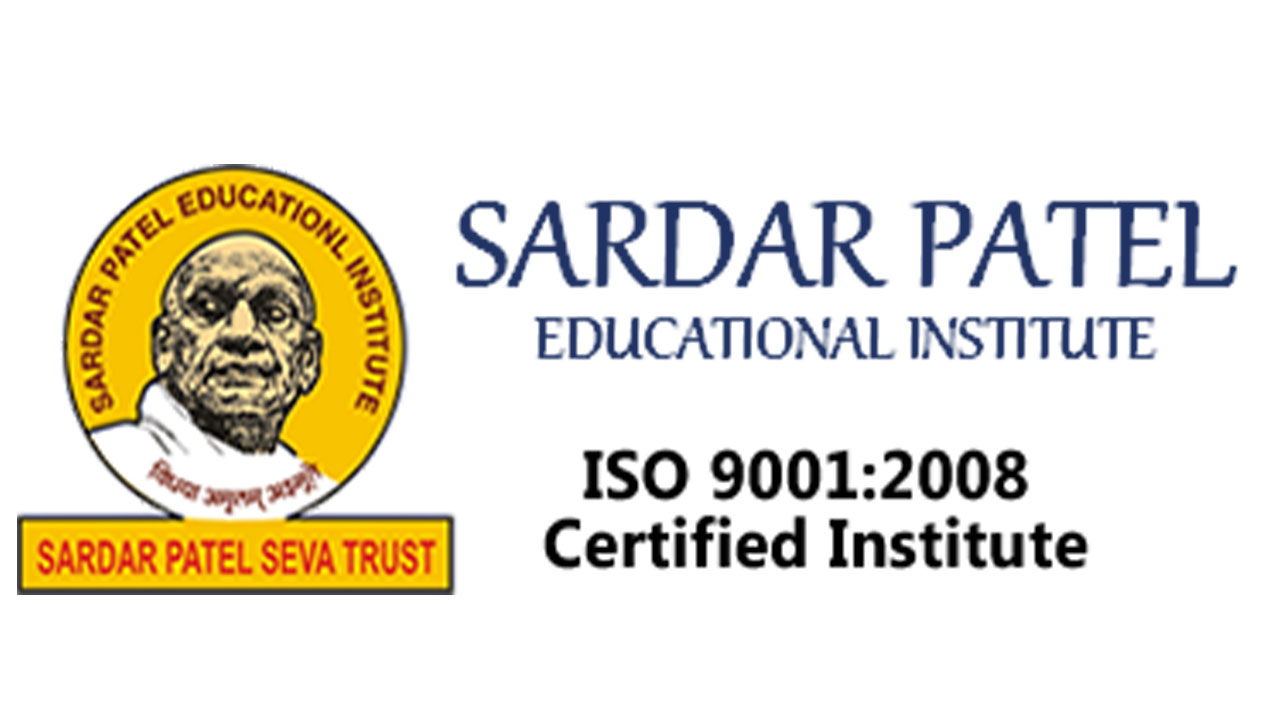 SARDAR PATEL EDUCATIONL INSTITUTE
SARDAR PATEL SEVA TRUST
SARDAR PATEL
EDUCATIONAL INSTITUTE
ISO 9001:2008
Certified Institute